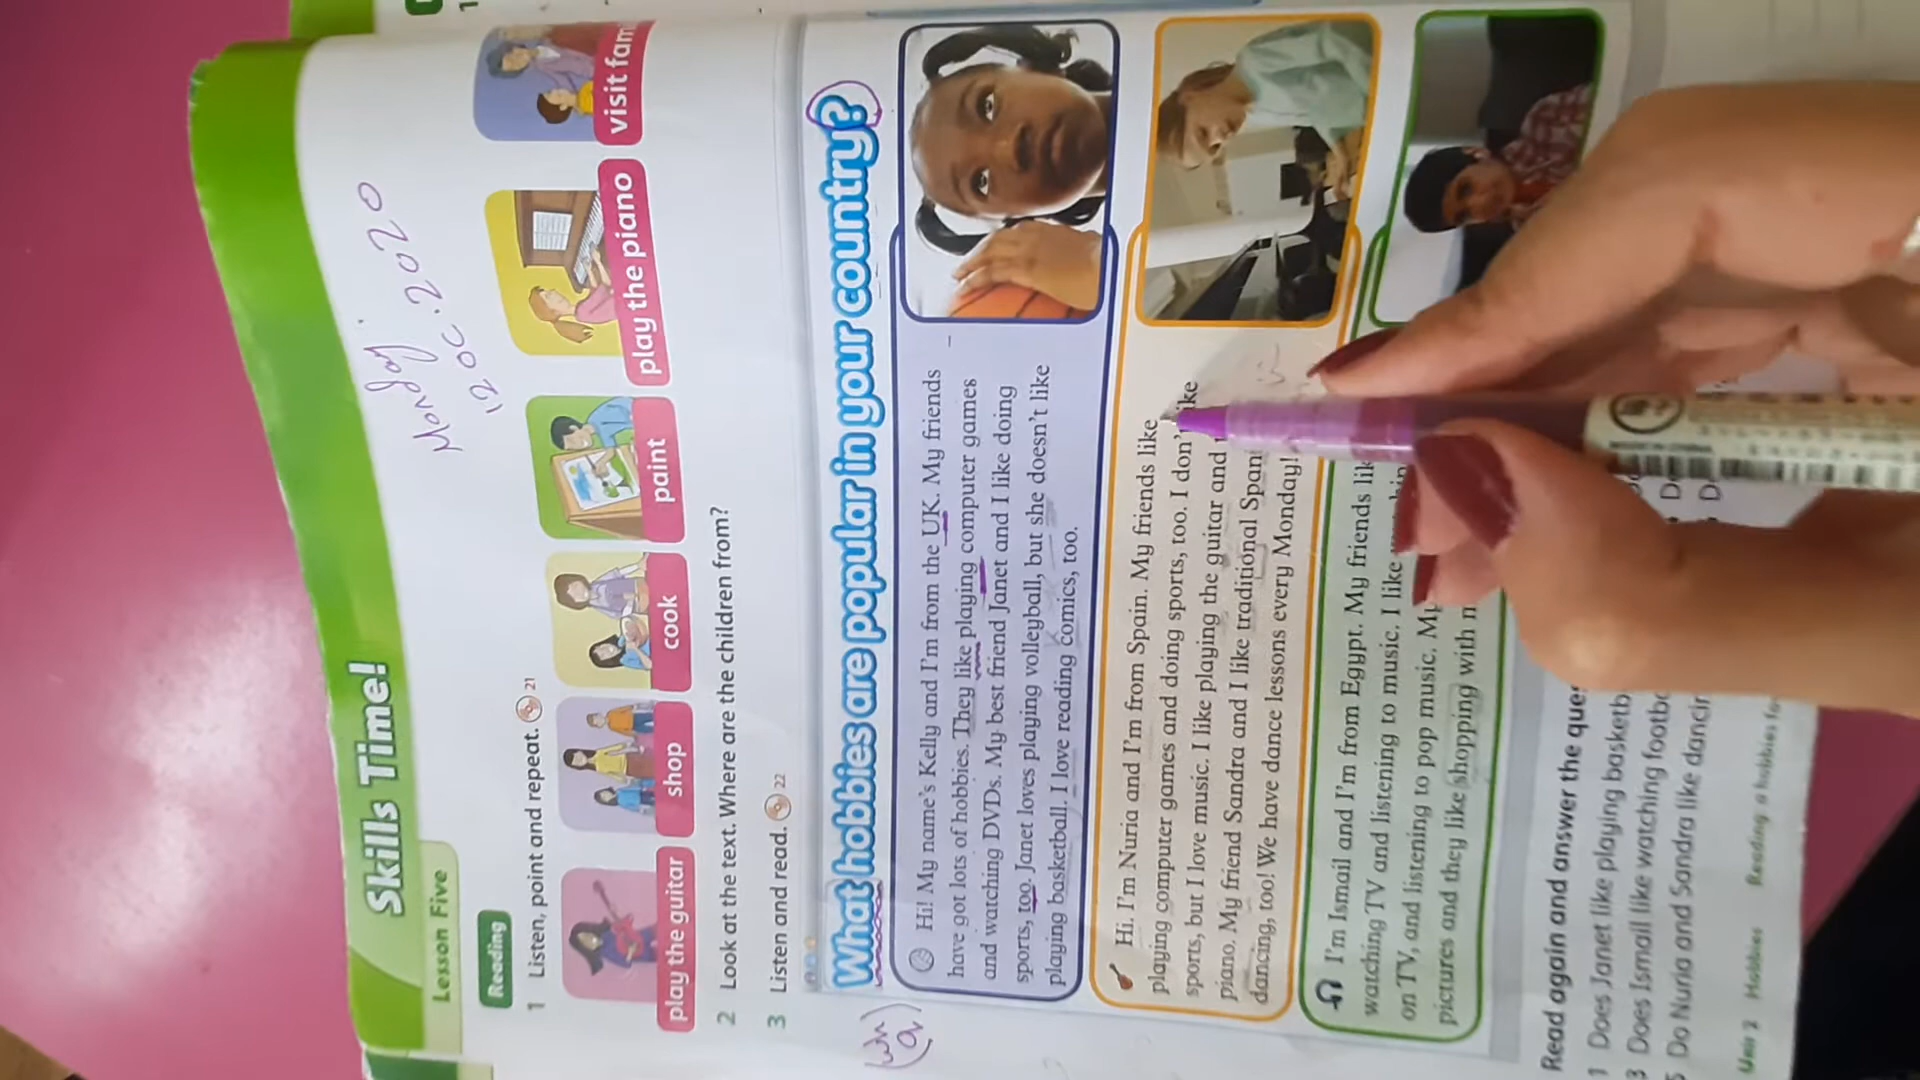 Skills Time!
Lesson Five
Monday
12 Oc. 2020
Reading
1 Listen, point and repeat. 21
play the guitar
shop
cook
paint
play the piano
visit fam
2 Look at the text. Where are the children from?
3 Listen and read. 22
(wh
What hobbies are popular in your country?
Hi! My name's Kelly and I'm from the UK. My friends
have got lots of hobbies. They like playing computer games
and watching DVDs. My best friend Janet and I like doing
sports, too. Janet loves playing volleyball, but she doesn't like
playing basketball. I love reading comics, too.
Hi. I'm Nuria and I'm from Spain. My friends like
playing computer games and doing sports, too. I don't like
sports, but I love music. I like playing the guitar and
piano. My friend Sandra and I like traditional Spani
dancing, too! We have dance lessons every Monday!
I'm Ismail and I'm from Egypt. My friends lik
watching TV and listening to music. I like
on TV, and listening to pop music. My
pictures and they like shopping with m
Read again and answer the ques
1 Does Janet like playing basketb
3 Does Ismail like watching footba
5 Do Nuria and Sandra like dancin
Unit 2 Hobbies Reading a hobbies fo